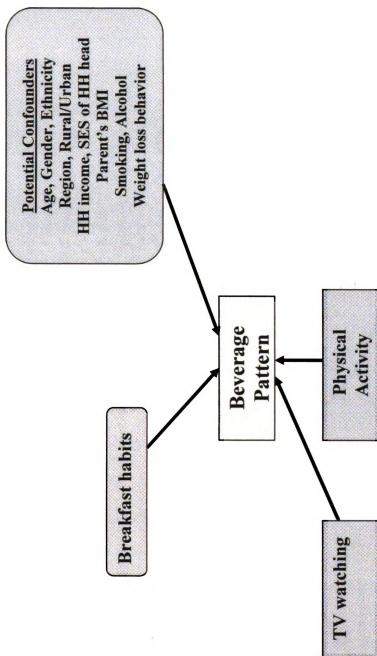 Potential Confounders
Age, Gender, Ethnicity
Region, Rural/Urban
HH income, SES of HH head
Parent's BMI
Smoking, Alcohol
Weight loss behavior
Breakfast habits
Beverage
Pattern
TV watching
Physical
Activity